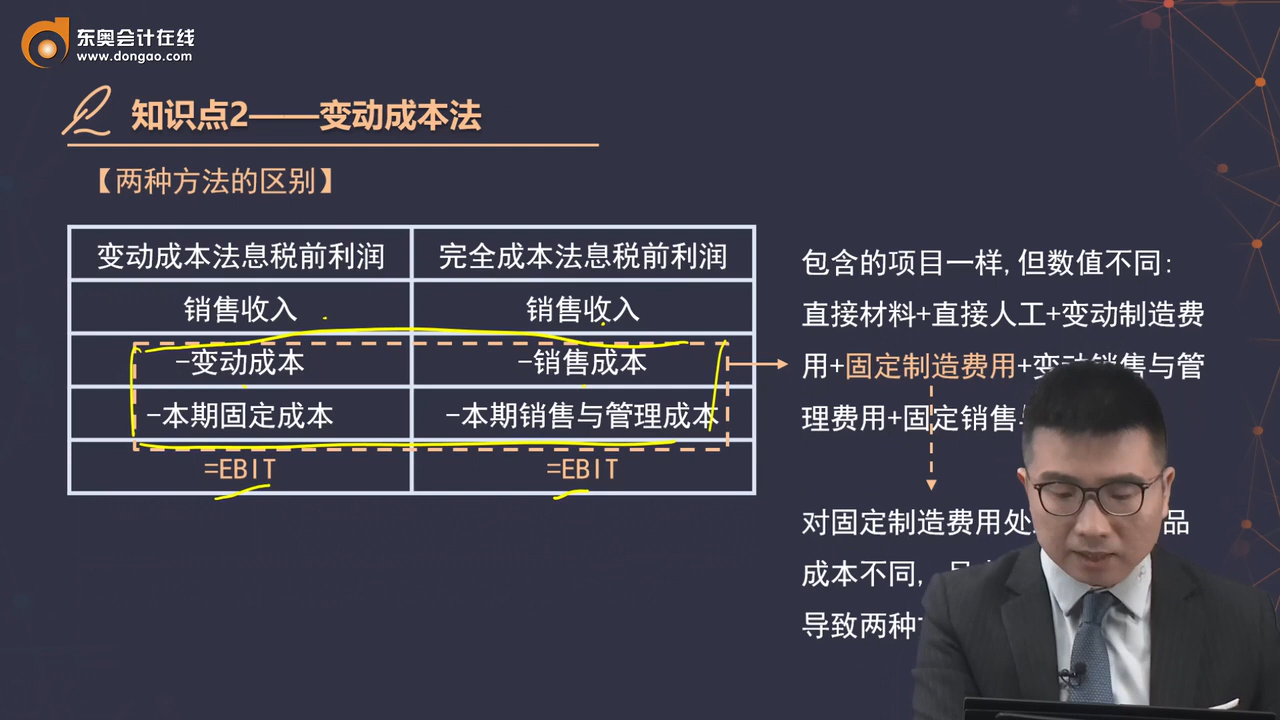 东奥会计在线
www.dongao.com
知识点2——变动成本法
【两种方法的区别】
变动成本法息税前利润 完全成本法息税前利润
销售收入 销售收入
-变动成本 -销售成本
-本期固定成本 -本期销售与管理成本
=EBIT =EBIT
包含的项目一样,但数值不同:
直接材料+直接人工+变动制造费
用+固定制造费用+变动销售与管
理费用+固定销售与
对固定制造费用处 品
成本不同,
导致两种